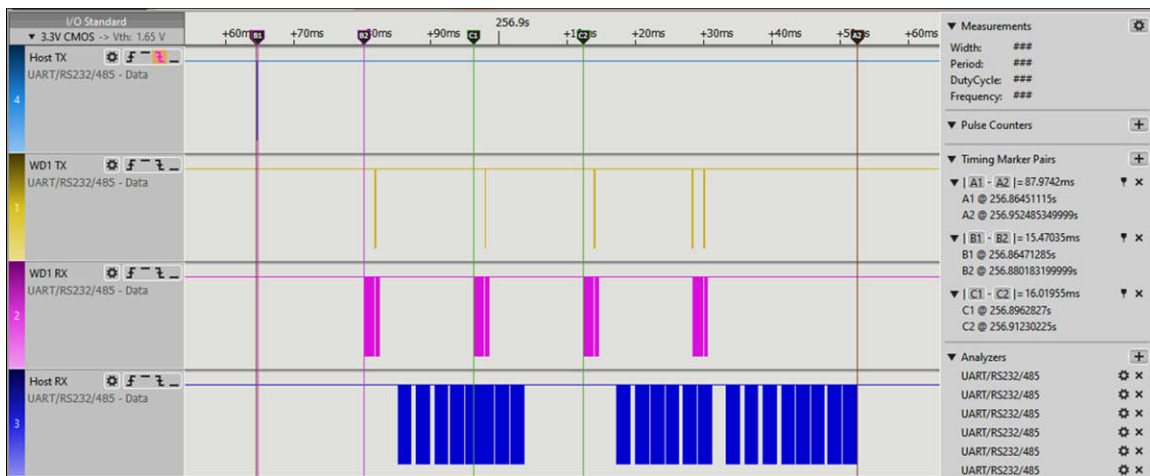 I/O Standard
▼ 3.3V CMOS -> Vth: 1.65 V
256.9s
+60ms +70ms +80ms +90ms +20ms +30ms +60ms
B1 B2 C1 A2
Host TX
UART/RS232/485 - Data
4
WD1 TX
UART/RS232/485 - Data
1
WD1 RX
UART/RS232/485 - Data
2
Host RX
UART/RS232/485 - Data
3
▼ Measurements
Width: ###
Period: ###
DutyCycle: ###
Frequency: ###
▼ Pulse Counters +
▼ Timing Marker Pairs +
▼ | A1 - A2 |= 87.9742ms
A1 @ 256.86451115s
A2 @ 256.952485349999s
▼ | B1 - B2 |= 15.47035ms
B1 @ 256.86471285s
B2 @ 256.880183199999s
▼ | C1 - C2 |= 16.01955ms
C1 @ 256.8962827s
C2 @ 256.91230225s
▼ Analyzers +
UART/RS232/485
UART/RS232/485
UART/RS232/485
UART/RS232/485
UART/RS232/485
UART/RS232/485